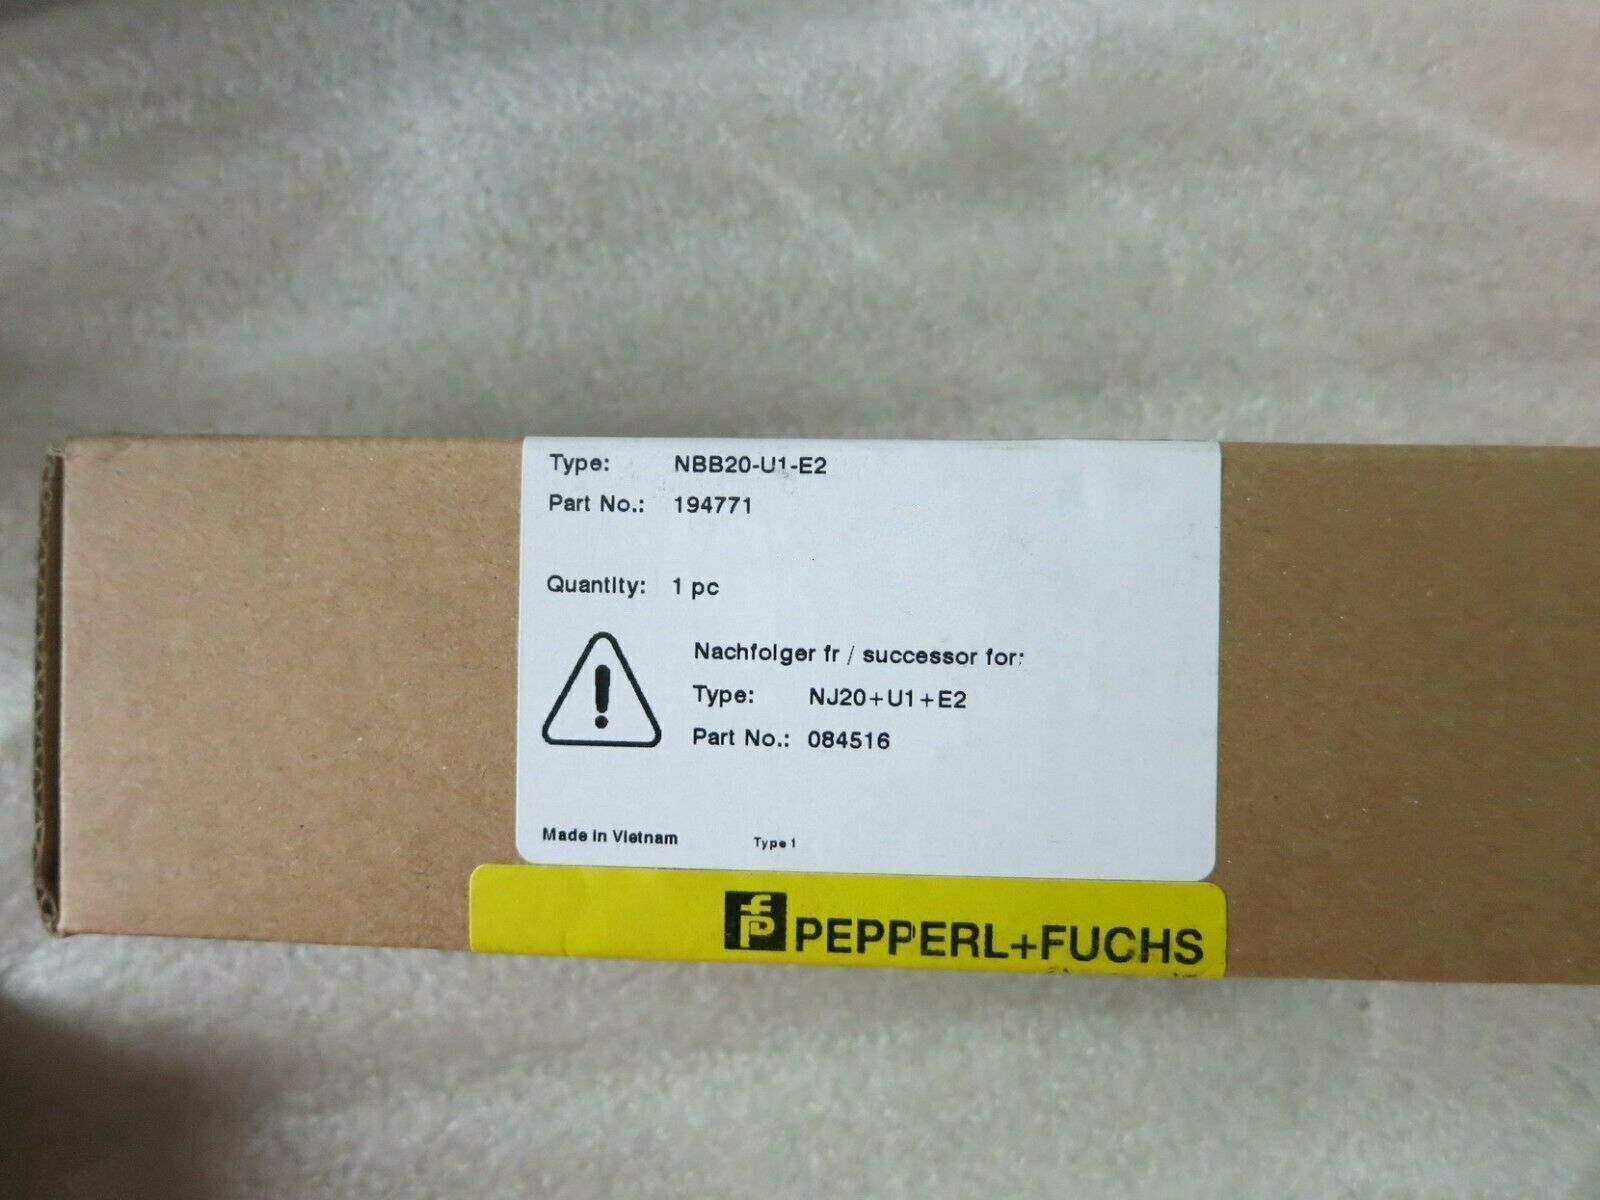 Type: NBB20-U1-E2
Part No.: 194771
Quantity: 1 pc
Nachfolger fr / successor for:
Type: NJ20+U1+E2
Part No.: 084516
Made in Vietnam Type 1
PEPPERL+FUCHS